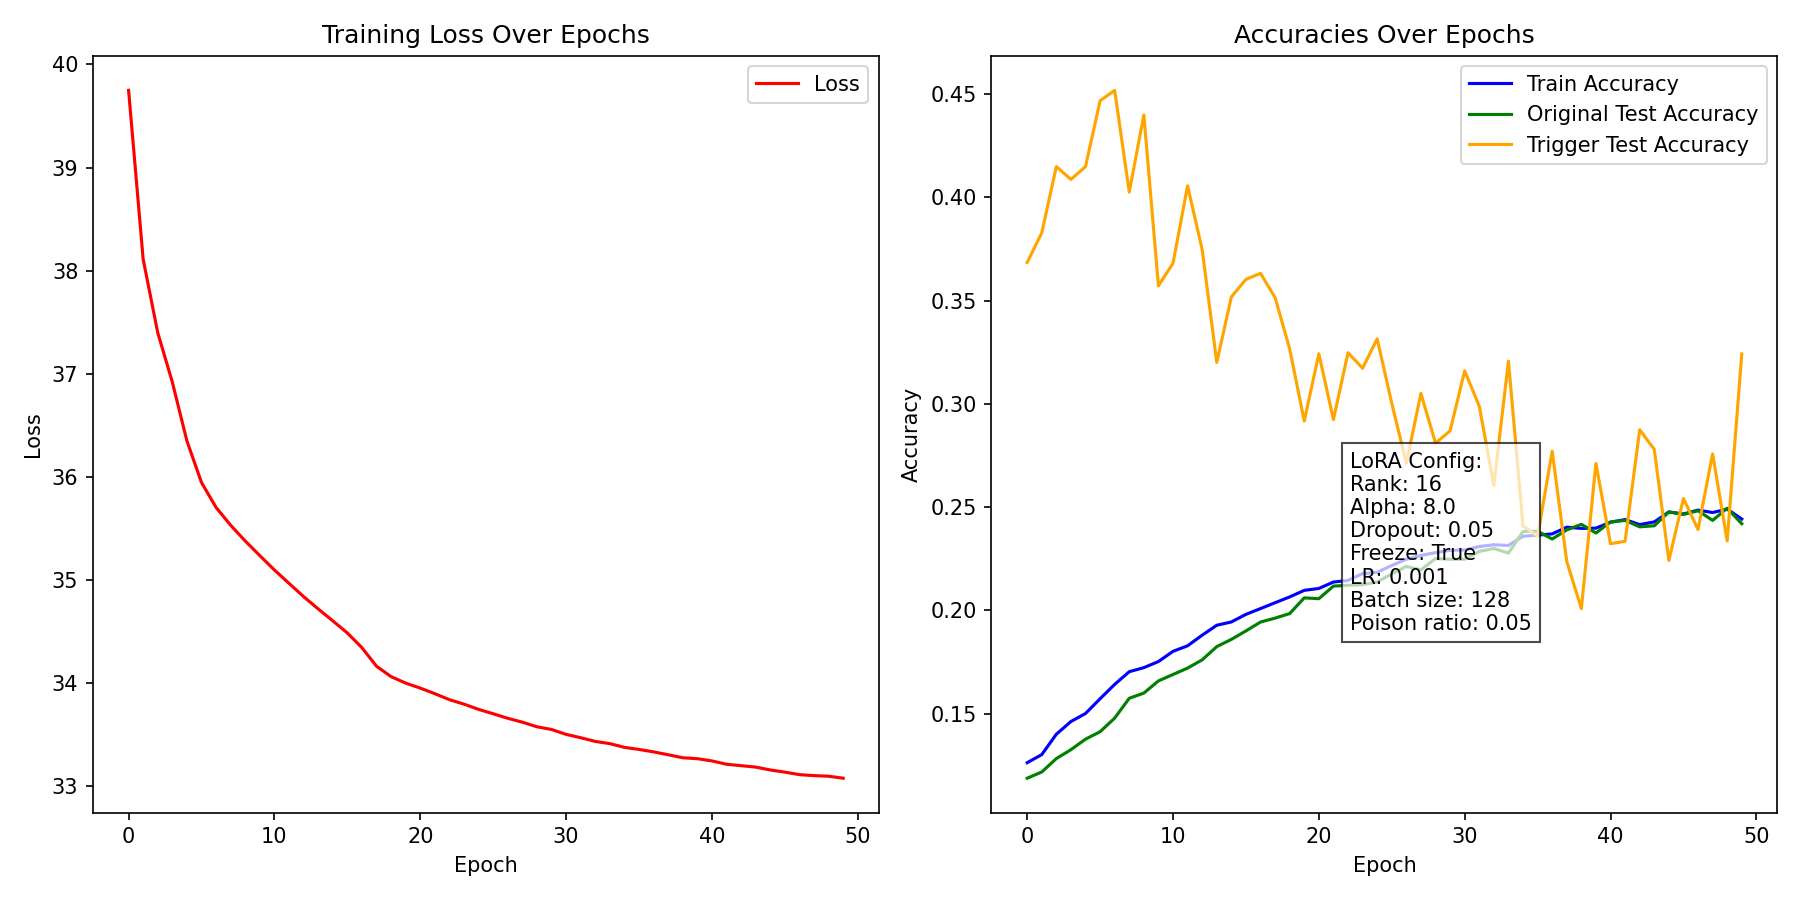 Training Loss Over Epochs
Loss
40
39
38
37
36
35
34
33
Loss
0
10
20
30
40
50
Epoch
Accuracies Over Epochs
Train Accuracy
Original Test Accuracy
Trigger Test Accuracy
0.45
0.40
0.35
0.30
0.25
0.20
0.15
Accuracy
LoRA Config:
Rank: 16
Alpha: 8.0
Dropout: 0.05
Freeze: True
LR: 0.001
Batch size: 128
Poison ratio: 0.05
0
10
20
30
40
50
Epoch